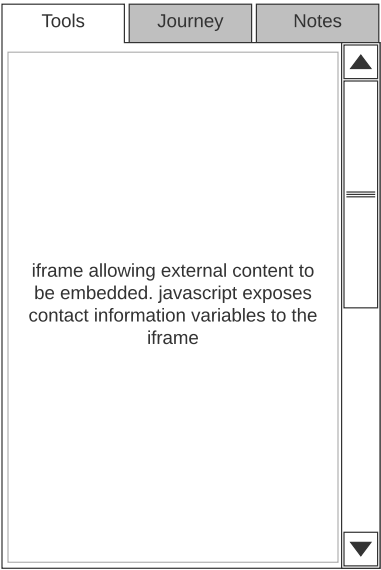 Tools Journey Notes
iframe allowing external content to
be embedded. javascript exposes
contact information variables to the
iframe